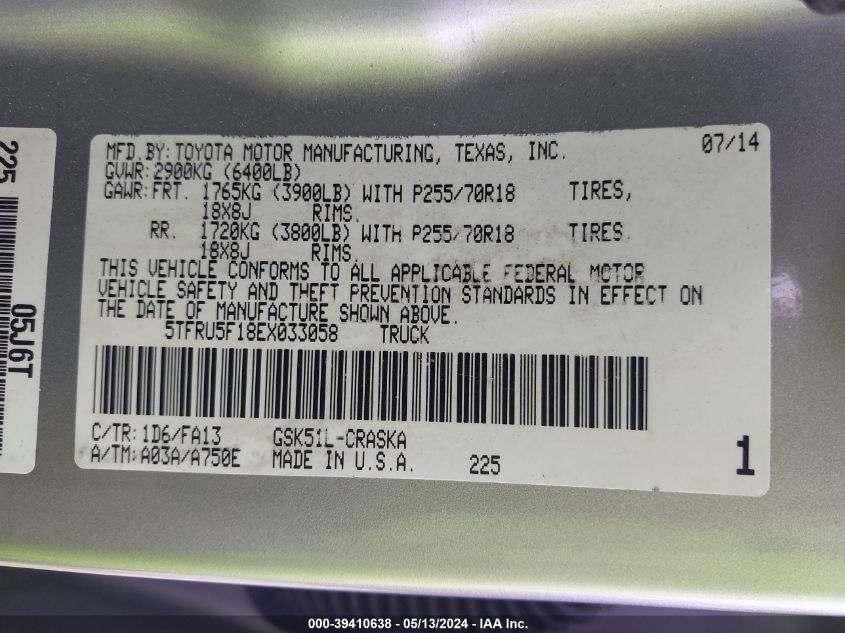 225
05J6T
MFD.BY:TOYOTA MOTOR MANUFACTURING, TEXAS, INC. 07/14
GVWR:2900KG (6400LB)
GAWR:FRT. 1765KG (3900LB) WITH P255/70R18 TIRES,
18X8J RIMS.
RR. 1720KG (3800LB) WITH P255/70R18 TIRES
18X8J RIMS.
THIS VEHICLE CONFORMS TO ALL APPLICABLE FEDERAL MOTOR
VEHICLE SAFETY AND THEFT PREVENTION STANDARDS IN EFFECT ON
THE DATE OF MANUFACTURE SHOWN ABOVE.
5TFRU5F18EX033058 TRUCK
C/TR:1D6/FA13 GSK51L-CRASKA
A/TM:A03A/A750E MADE IN U.S.A. 225 1
000-39410638 - 05/13/2024 - IAA Inc.